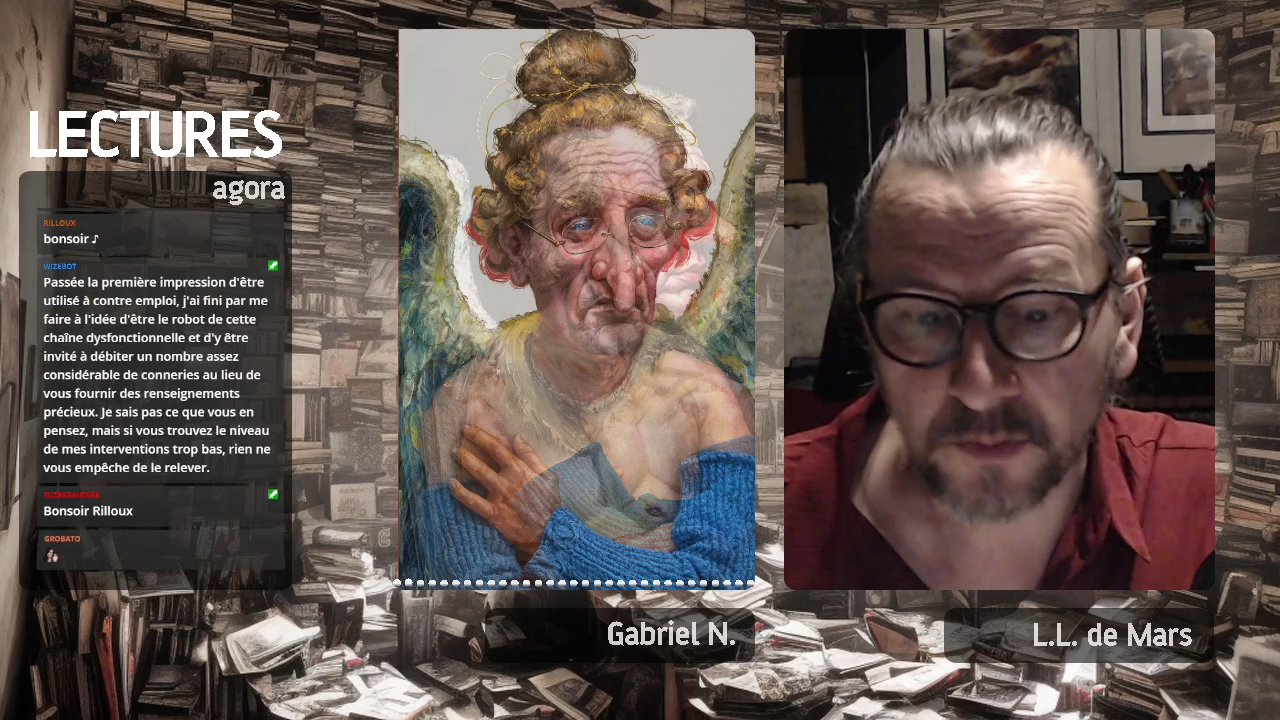 LECTURES
agora
RILLOUX
bonsoir ♪
WIZEBOT
Passée la première impression d'être
utilisé à contre emploi, j'ai fini par me
faire à l'idée d'être le robot de cette
chaîne dysfonctionnelle et d'y être
invité à débiter un nombre assez
considérable de conneries au lieu de
vous fournir des renseignements
précieux. Je sais pas ce que vous en
pensez, mais si vous trouvez le niveau
de mes interventions trop bas, rien ne
vous empêche de le relever.
Bonsoir Rilloux
GROBATO
Gabriel N.
L.L. de Mars